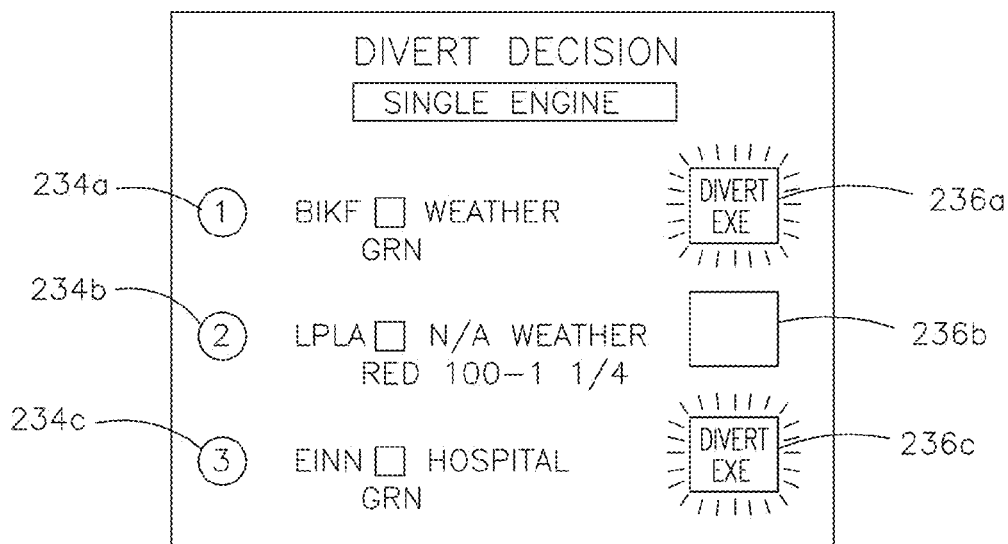 DIVERT DECISION
SINGLE ENGINE
234a
1 BIKF WEATHER
GRN
DIVERT
EXE
236a
234b
2 LPLA N/A WEATHER
RED 100-1 1/4
236b
234c
3 EINN HOSPITAL
GRN
DIVERT
EXE
236c